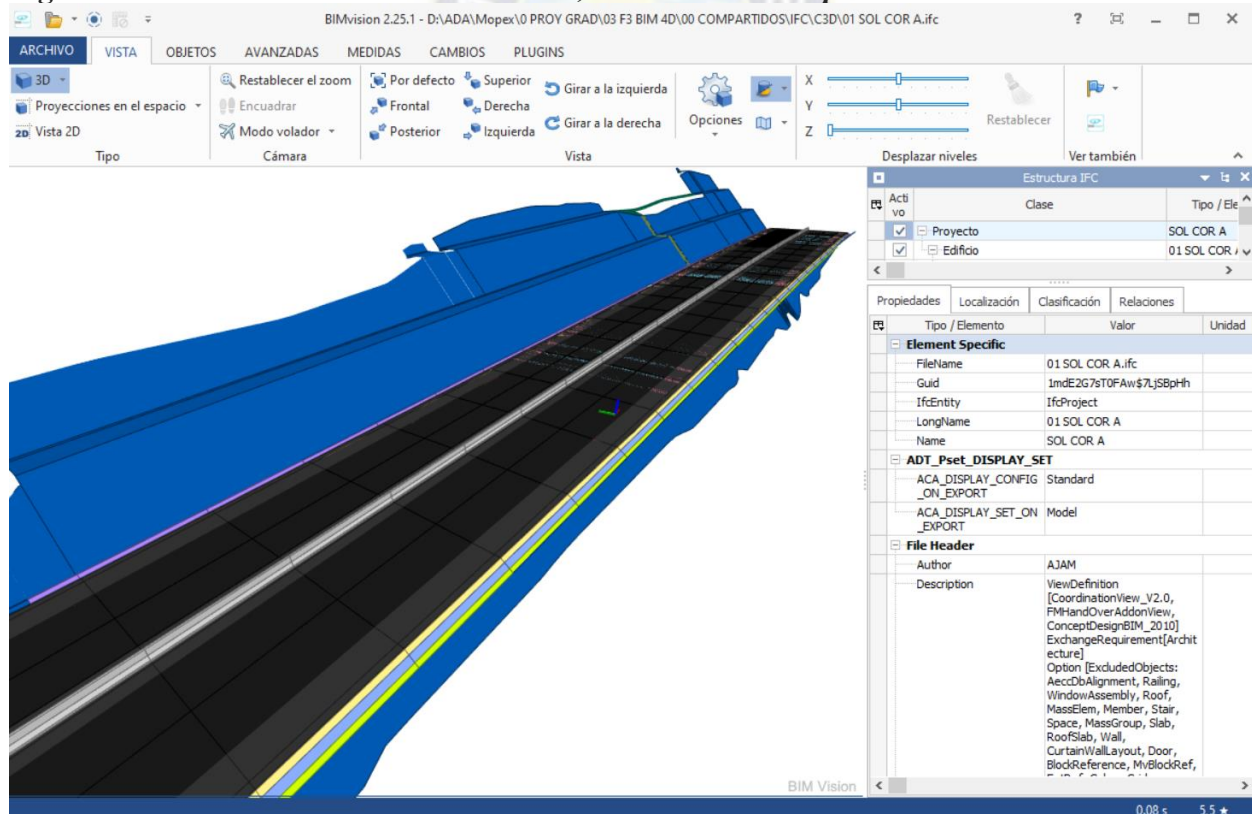 BIMvision 2.25.1 - D:\ADA\Mopex\0 PROY GRAD\03 F3 BIM 4D\00 COMPARTIDOS\IFC\C3D\01 SOL COR A.ifc
ARCHIVO VISTA OBJETOS AVANZADAS MEDIDAS CAMBIOS PLUGINS
3D
Proyecciones en el espacio
2D Vista 2D
Tipo
Restablecer el zoom
Encuadrar
Modo volador
Cámara
Por defecto Superior
Frontal Derecha
Posterior Izquierda
Girar a la izquierda
Girar a la derecha
Opciones
Vista
X
Y
Z
Restablecer
Desplazar niveles
Ver también
Estructura IFC
Activo Clase Tipo / Ele
Proyecto SOL COR A
Edificio 01 SOL COR
Propiedades Localización Clasificación Relaciones
Tipo / Elemento Valor Unidad
Element Specific
FileName 01 SOL COR A.ifc
Guid 1mdE2G7sT0FAw$7LjSBpHh
IfcEntity IfcProject
LongName 01 SOL COR A
Name SOL COR A
ADT_Pset_DISPLAY_SET
ACA_DISPLAY_CONFIG Standard
_ON_EXPORT
ACA_DISPLAY_SET_ON Model
_EXPORT
File Header
Author AJAM
Description ViewDefinition
[CoordinationView_V2.0,
FMHandOverAddonView,
ConceptDesignBIM_2010]
ExchangeRequirement[Archit
ecture]
Option [ExcludedObjects:
AeccDbAlignment, Railing,
WindowAssembly, Roof,
MassElem, Member, Stair,
Space, MassGroup, Slab,
RoofSlab, Wall,
CurtainWallLayout, Door,
BlockReference, MvBlockRef,
BIM Vision
0.08 s 5.5 ★